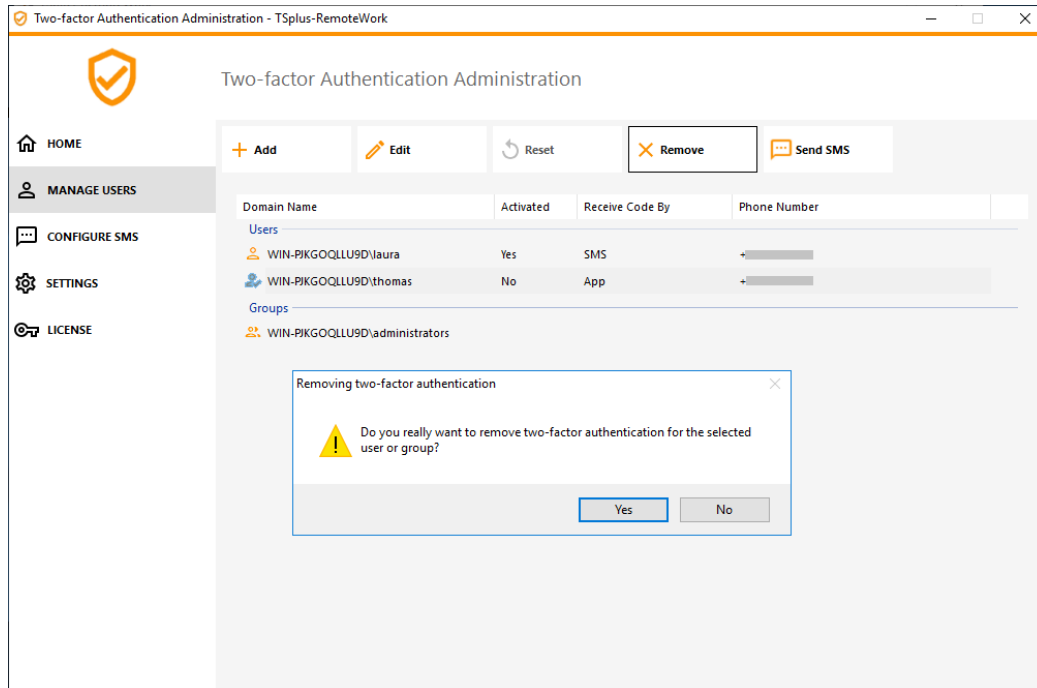 Two-factor Authentication Administration - TSplus-RemoteWork
Two-factor Authentication Administration
HOME
MANAGE USERS
CONFIGURE SMS
SETTINGS
LICENSE
Add Edit Reset Remove Send SMS
Domain Name Activated Receive Code By Phone Number
Users
WIN-PJKGOQLLU9D\laura Yes SMS +
WIN-PJKGOQLLU9D\thomas No App +
Groups
WIN-PJKGOQLLU9D\administrators
Removing two-factor authentication
Do you really want to remove two-factor authentication for the selected
user or group?
Yes No